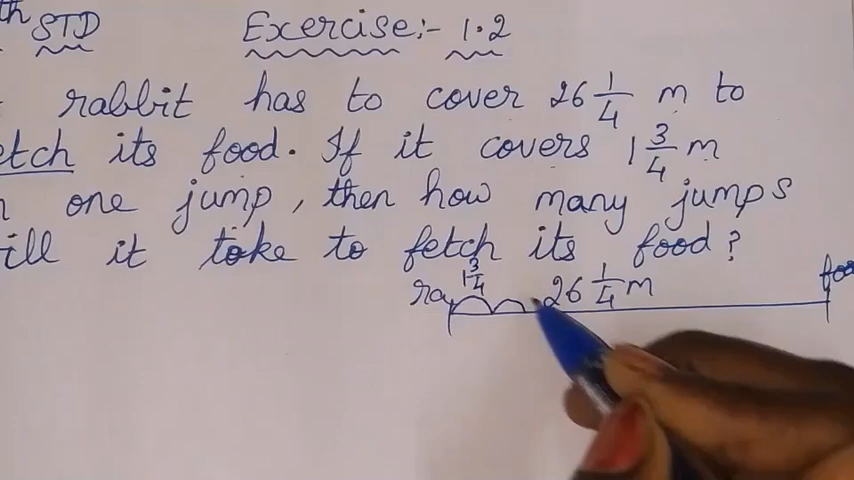 th STD Exercise:- 1.2
rabbit has to cover 26 1/4 m to
etch its food. If it covers 1 3/4 m
one jump, then how many jumps
ill it take to fetch its food?
1 3/4
ra 26 1/4 m foo